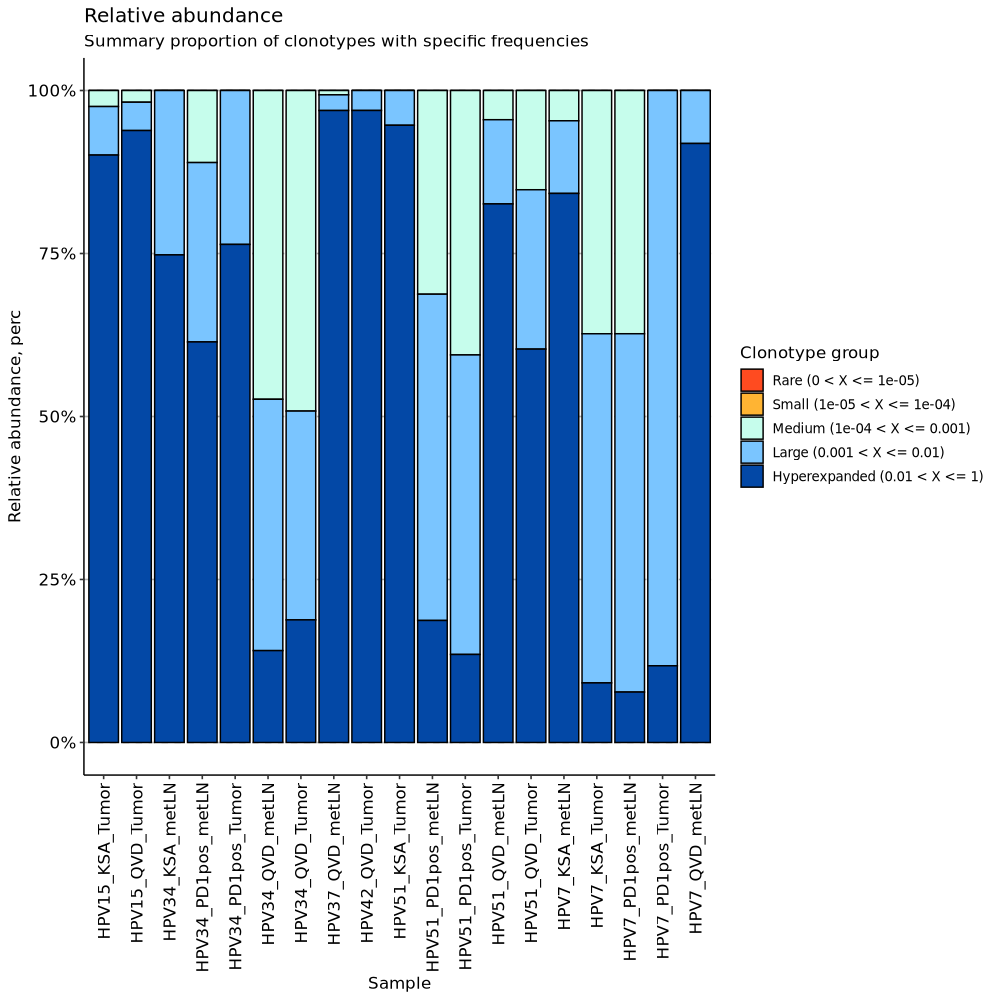 Relative abundance
Summary proportion of clonotypes with specific frequencies
100%
75%
50%
25%
0%
Relative abundance, perc
HPV15_KSA_Tumor
HPV15_QVD_Tumor
HPV34_KSA_metLN
HPV34_PD1pos_metLN
HPV34_PD1pos_Tumor
HPV34_QVD_metLN
HPV34_QVD_Tumor
HPV37_QVD_metLN
HPV42_QVD_Tumor
HPV51_KSA_Tumor
HPV51_PD1pos_metLN
HPV51_PD1pos_Tumor
HPV51_QVD_metLN
HPV51_QVD_Tumor
HPV7_KSA_metLN
HPV7_KSA_Tumor
HPV7_PD1pos_metLN
HPV7_PD1pos_Tumor
HPV7_QVD_metLN
Sample
Clonotype group
Rare (0 < X <= 1e-05)
Small (1e-05 < X <= 1e-04)
Medium (1e-04 < X <= 0.001)
Large (0.001 < X <= 0.01)
Hyperexpanded (0.01 < X <= 1)